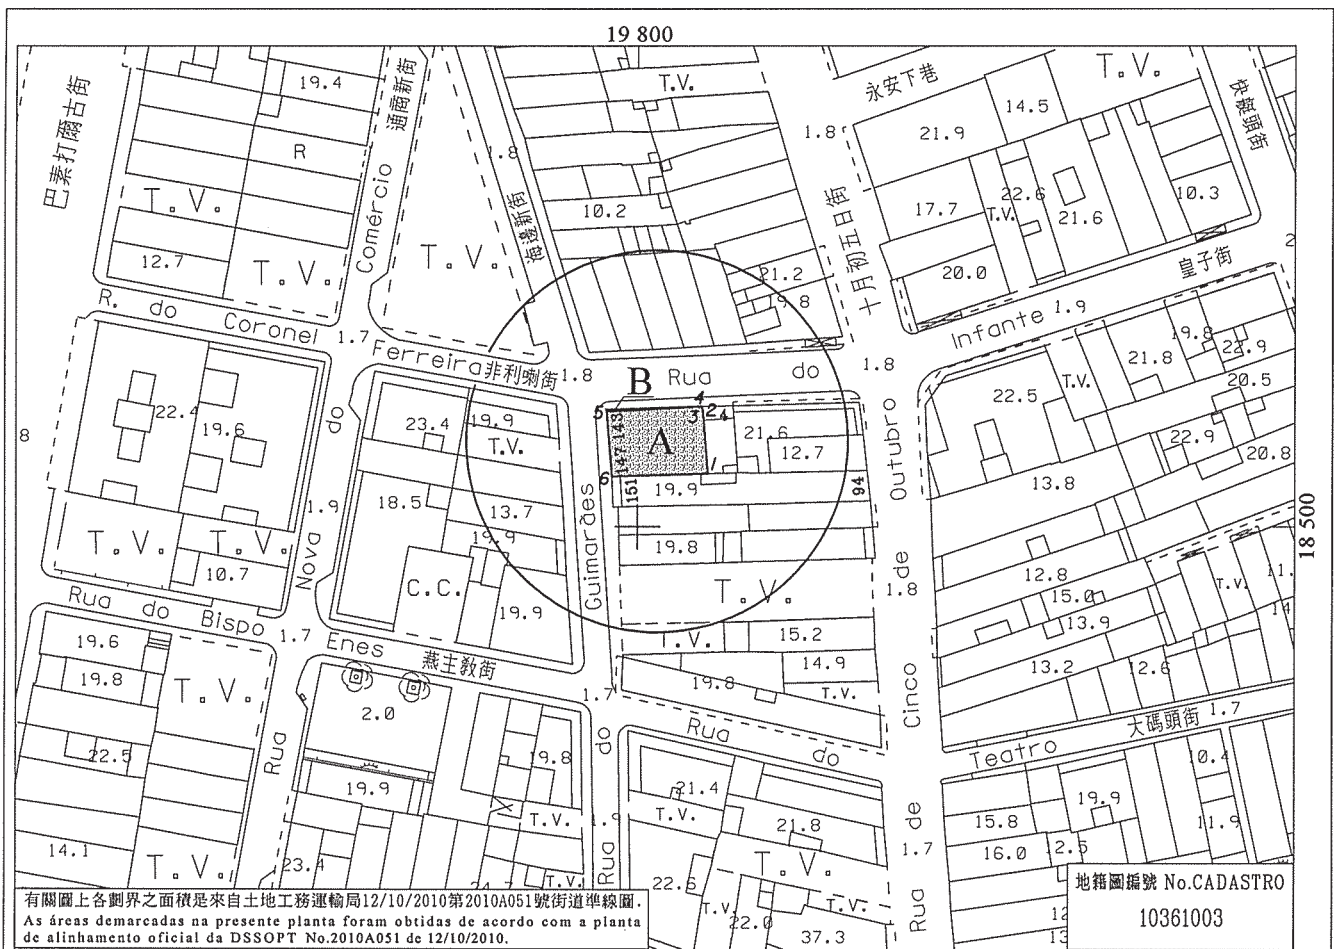 19 800
18 500
巴素打爾古街
通商新街
Comércio
海邊新街
永安下巷
快艇頭街
十月初五日街
皇子街
19.4
R
T.V.
T.V.
T.V.
1.8
1.8
T.V.
14.5
21.9
T.V.
12.7
T.V.
T.V.
10.2
17.7
T.V.
22.6
21.6
10.3
21.2
19.8
20.0
R. do Coronel
1.7
Ferreira 非利喇街
1.8
Rua do
1.8
Infante 1.9
B
A
1
2
3
4
5
6
4
143
147
151
94
22.4
19.6
do
23.4
19.9
T.V.
21.6
12.7
Outubro
22.5
T.V.
21.8
19.8
22.9
20.5
22.9
20.8
8
1.9
18.5
13.7
19.9
19.9
13.8
T.V.
T.V.
10.7
Nova
C.C.
19.9
Guimarães
19.8
T.V.
de
1.8
12.8
15.0
13.9
T.V.
Rua do Bispo
1.7
Enes 燕主教街
T.V.
15.2
14.9
19.8
T.V.
13.2
12.6
19.6
19.8
T.V.
2.0
1.7
Rua do
Cinco
Teatro
大碼頭街 1.7
22.5
Rua
19.8
do
21.4
T.V.
21.8
de
10.4
19.9
14.1
T.V.
19.9
T.V.
1.9
T.V.
1.7
15.8
16.0
12.5
11.9
23.4
24.7
T.V.
Rua
22.6
T.V.
22.0
37.3
Rua
有關圖上各劃界之面積是來自土地工務運輸局12/10/2010第2010A051號街道準線圖.
As áreas demarcadas na presente planta foram obtidas de acordo com a planta
de alinhamento oficial da DSSOPT No.2010A051 de 12/10/2010.
地籍圖編號 No.CADASTRO
10361003